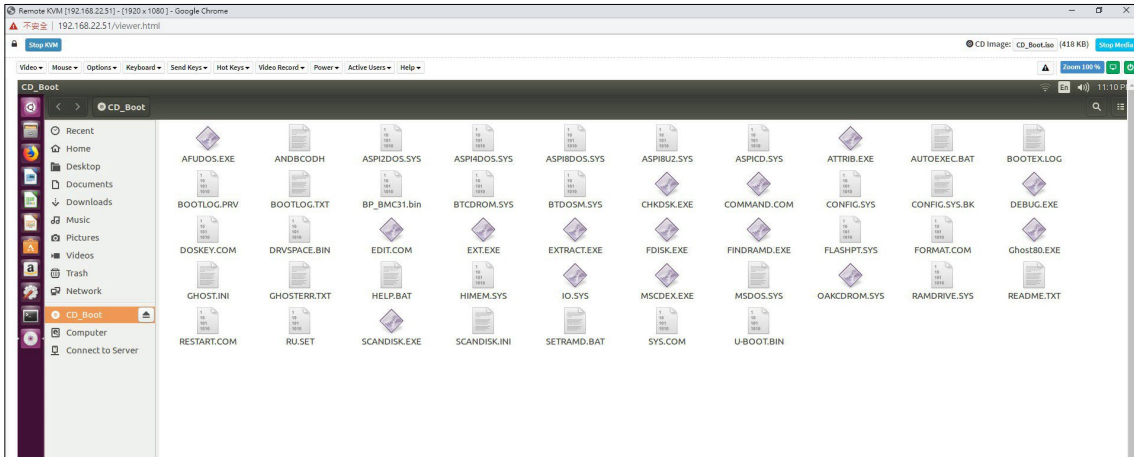 Remote KVM [192.168.22.51] - [1920 x 1080 ] - Google Chrome
不安全 | 192.168.22.51/viewer.html
Stop KVM CD Image: CD_Boot.iso (418 KB) Stop Media
Video Mouse Options Keyboard Send Keys Hot Keys Video Record Power Active Users Help Zoom 100 %
CD_Boot En 11:10 P
CD_Boot
Recent
Home
Desktop
Documents
Downloads
Music
Pictures
Videos
Trash
Network
CD_Boot
Computer
Connect to Server
AFUDOS.EXE ANDBCODH ASPI2DOS.SYS ASPI4DOS.SYS ASPI8DOS.SYS ASPI8U2.SYS ASPICD.SYS ATTRIB.EXE AUTOEXEC.BAT BOOTEX.LOG
BOOTLOG.PRV BOOTLOG.TXT BP_BMC31.bin BTCDROM.SYS BTDOSM.SYS CHKDSK.EXE COMMAND.COM CONFIG.SYS CONFIG.SYS.BK DEBUG.EXE
DOSKEY.COM DRVSPACE.BIN EDIT.COM EXT.EXE EXTRACT.EXE FDISK.EXE FINDRAMD.EXE FLASHPT.SYS FORMAT.COM Ghost80.EXE
GHOST.INI GHOSTERR.TXT HELP.BAT HIMEM.SYS IO.SYS MSCDEX.EXE MSDOS.SYS OAKCDROM.SYS RAMDRIVE.SYS README.TXT
RESTART.COM RU.SET SCANDISK.EXE SCANDISK.INI SETRAMD.BAT SYS.COM U-BOOT.BIN